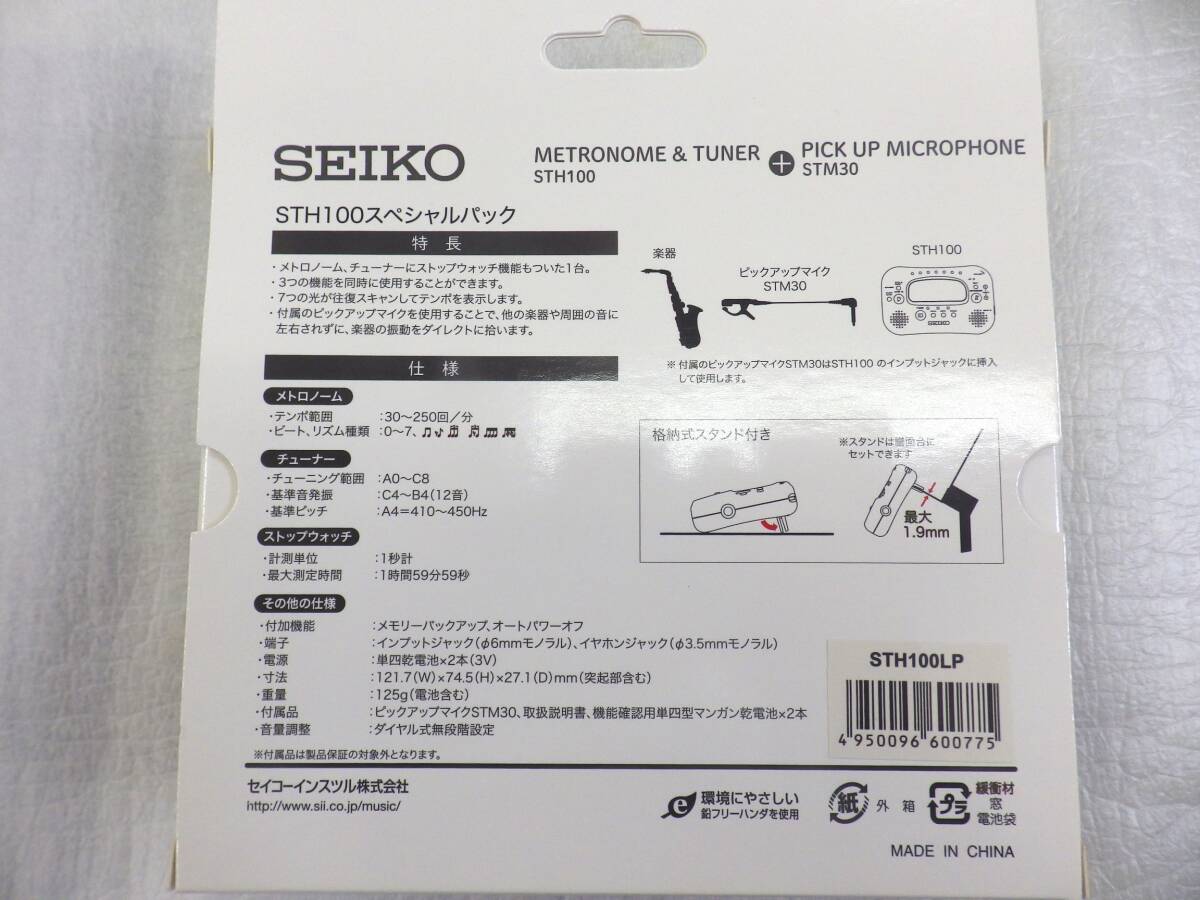 SEIKO
METRONOME & TUNER
STH100
PICK UP MICROPHONE
STM30
STH100スペシャルパック
特長
・メトロノーム、チューナーにストップウォッチ機能もついた1台。
・3つの機能を同時に使用することができます。
・7つの光が往復スキャンしてテンポを表示します。
・付属のピックアップマイクを使用することで、他の楽器や周囲の音に
左右されずに、楽器の振動をダイレクトに拾います。
楽器
ピックアップマイク
STM30
STH100
SEIKO
※付属のピックアップマイクSTM30はSTH100 のインプットジャックに挿入
して使用します。
仕様
メトロノーム
・テンポ範囲 :30〜250回／分
・ビート、リズム種類 :0〜7、
チューナー
・チューニング範囲 :A0〜C8
・基準音発振 :C4〜B4(12音)
・基準ピッチ :A4=410〜450Hz
ストップウォッチ
・計測単位 :1秒計
・最大測定時間 :1時間59分59秒
その他の仕様
・付加機能 :メモリーバックアップ、オートパワーオフ
・端子 :インプットジャック(φ6mmモノラル)、イヤホンジャック(φ3.5mmモノラル)
・電源 :単四乾電池×2本(3V)
・寸法 :121.7(W)×74.5(H)×27.1(D)mm(突起部含む)
・重量 :125g(電池含む)
・付属品 :ピックアップマイクSTM30、取扱説明書、機能確認用単四型マンガン乾電池×2本
・音量調整 :ダイヤル式無段階設定
※付属品は製品保証の対象外となります。
格納式スタンド付き
※スタンドは譜面台に
セットできます
最大
1.9mm
STH100LP
4 950096 600775
セイコーインスツル株式会社
http://www.sii.co.jp/music/
環境にやさしい
鉛フリーハンダを使用
紙
外箱
プラ
緩衝材
窓
電池袋
MADE IN CHINA